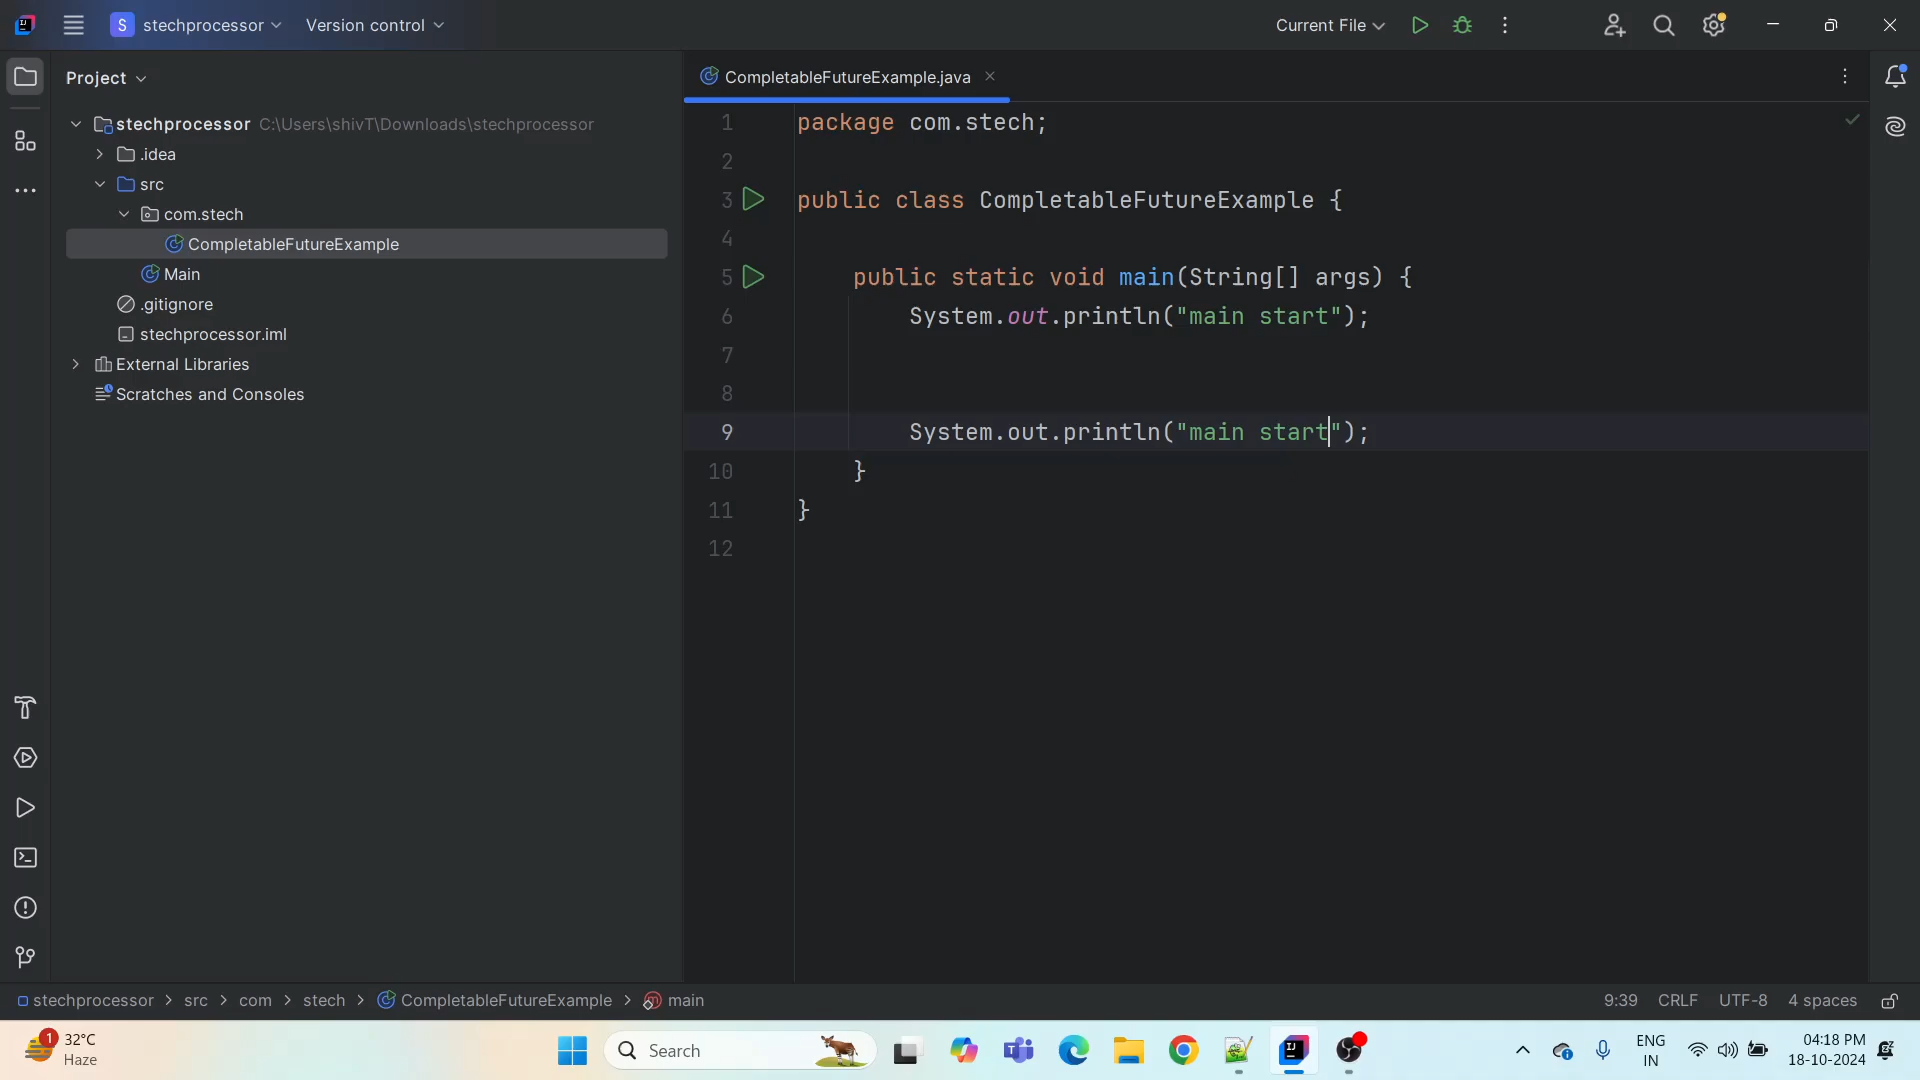 S stechprocessor Version control Current File
Project
stechprocessor C:\Users\shivT\Downloads\stechprocessor
.idea
src
com.stech
CompletableFutureExample
Main
.gitignore
stechprocessor.iml
External Libraries
Scratches and Consoles
CompletableFutureExample.java
1 package com.stech;
2
3 public class CompletableFutureExample {
4
5 public static void main(String[] args) {
6 System.out.println("main start");
7
8
9 System.out.println("main start");
10 }
11 }
12
stechprocessor > src > com > stech > CompletableFutureExample > main
9:39 CRLF UTF-8 4 spaces
1
32°C
Haze
Search
ENG
IN
04:18 PM
18-10-2024